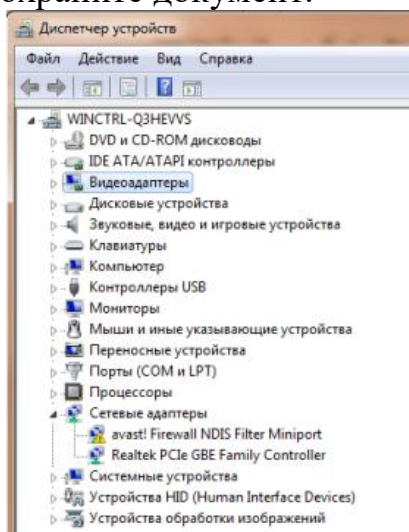 охраните документ.
Диспетчер устройств
Файл Действие Вид Справка
WINCTRL-Q3HEVVS
DVD и CD-ROM дисководы
IDE ATA/ATAPI контроллеры
Видеоадаптеры
Дисковые устройства
Звуковые, видео и игровые устройства
Клавиатуры
Компьютер
Контроллеры USB
Мониторы
Мыши и иные указывающие устройства
Переносные устройства
Порты (COM и LPT)
Процессоры
Сетевые адаптеры
avast! Firewall NDIS Filter Miniport
Realtek PCIe GBE Family Controller
Системные устройства
Устройства HID (Human Interface Devices)
Устройства обработки изображений